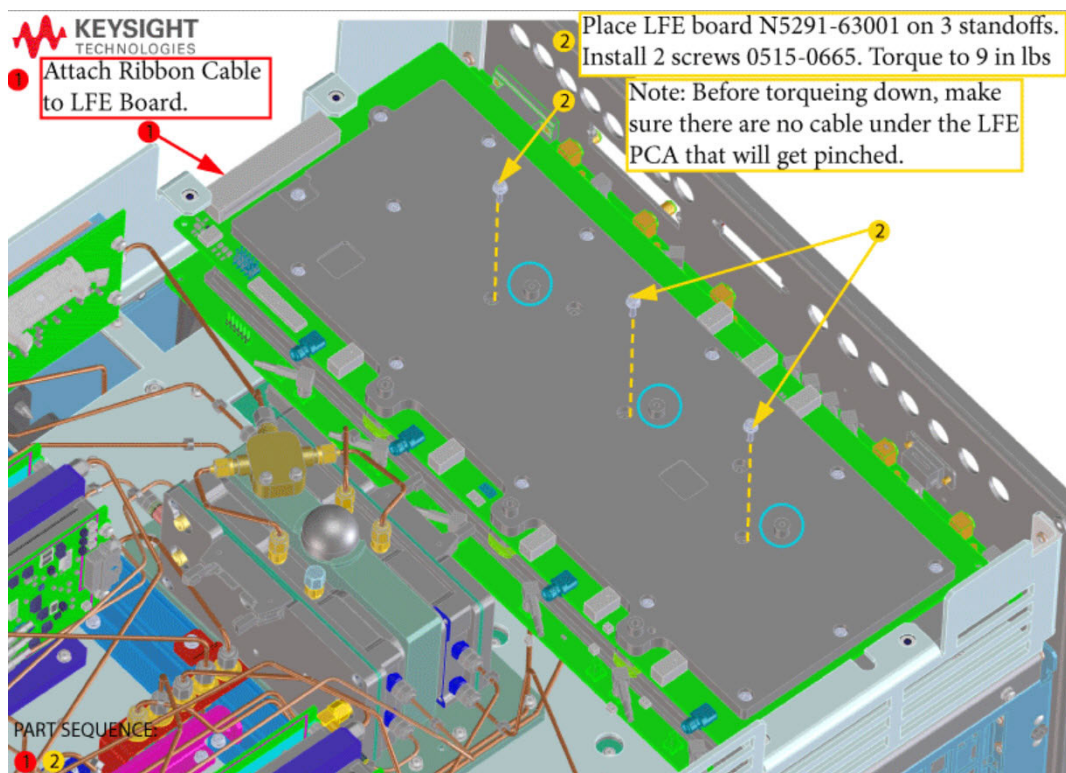 KEYSIGHT
TECHNOLOGIES
1 Attach Ribbon Cable
to LFE Board.
1
2 Place LFE board N5291-63001 on 3 standoffs.
Install 2 screws 0515-0665. Torque to 9 in lbs
Note: Before torqueing down, make
sure there are no cable under the LFE
PCA that will get pinched.
2
2
PART SEQUENCE:
1 2